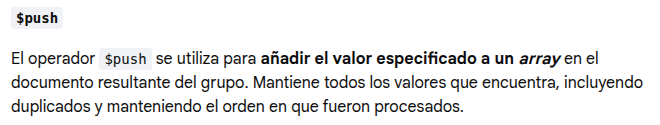 $push
El operador $push se utiliza para añadir el valor especificado a un array en el
documento resultante del grupo. Mantiene todos los valores que encuentra, incluyendo
duplicados y manteniendo el orden en que fueron procesados.